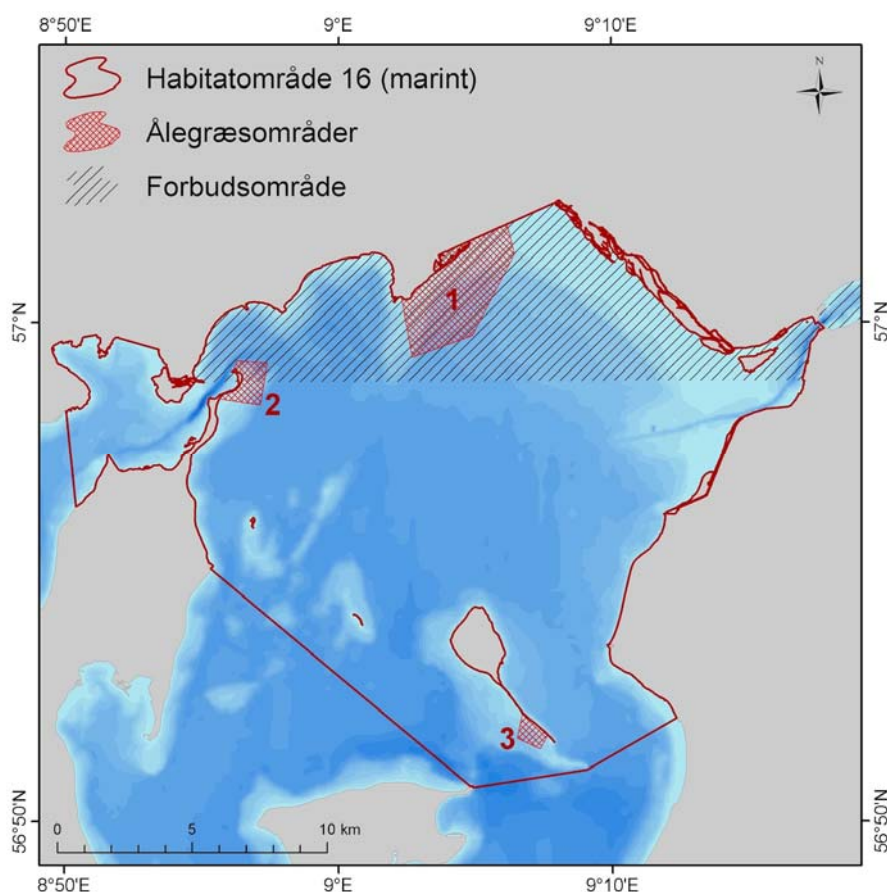 8°50'E 9°E 9°10'E
N
Habitatområde 16 (marint)
Ålegræsområder
Forbudsområde
1
57°N 57°N
2
3
56°50'N 56°50'N
0 5 10 km
8°50'E 9°E 9°10'E